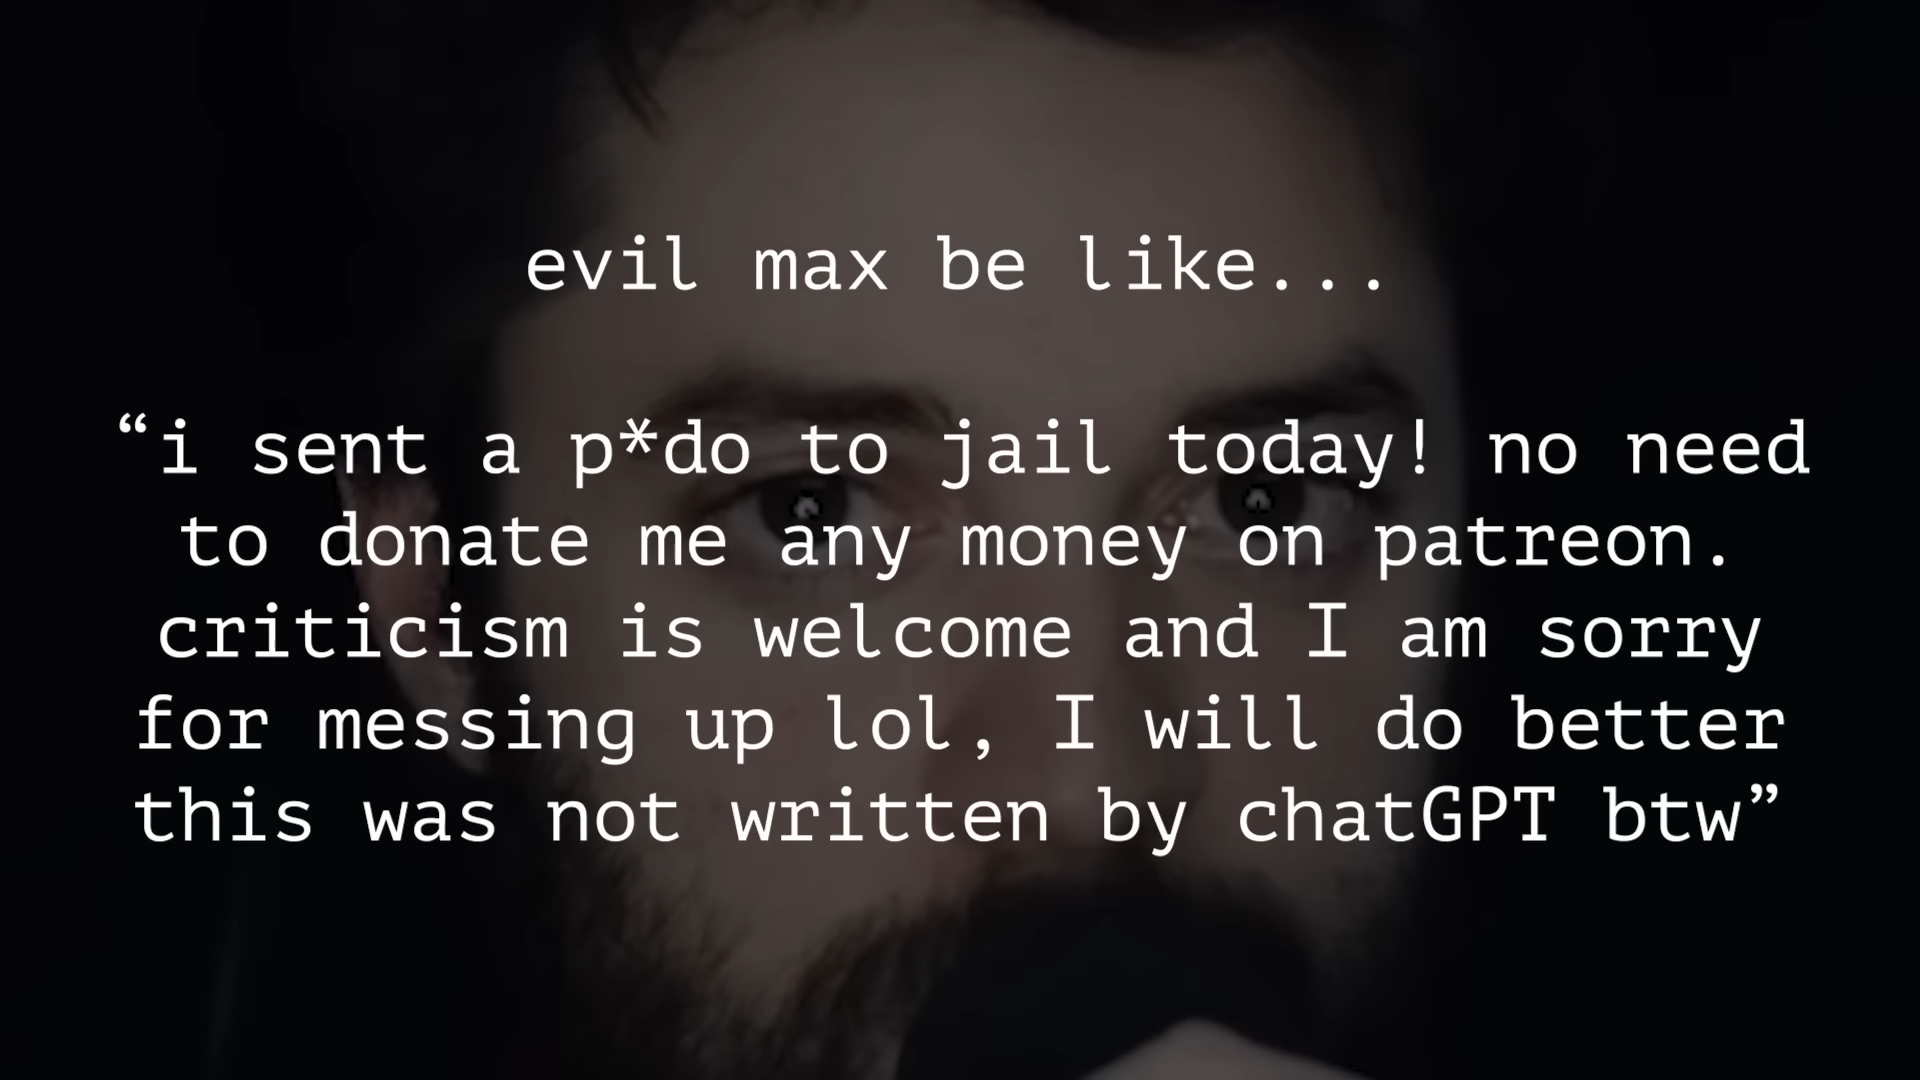 evil max be like...
“i sent a p*do to jail today! no need
to donate me any money on patreon.
criticism is welcome and I am sorry
for messing up lol, I will do better
this was not written by chatGPT btw”